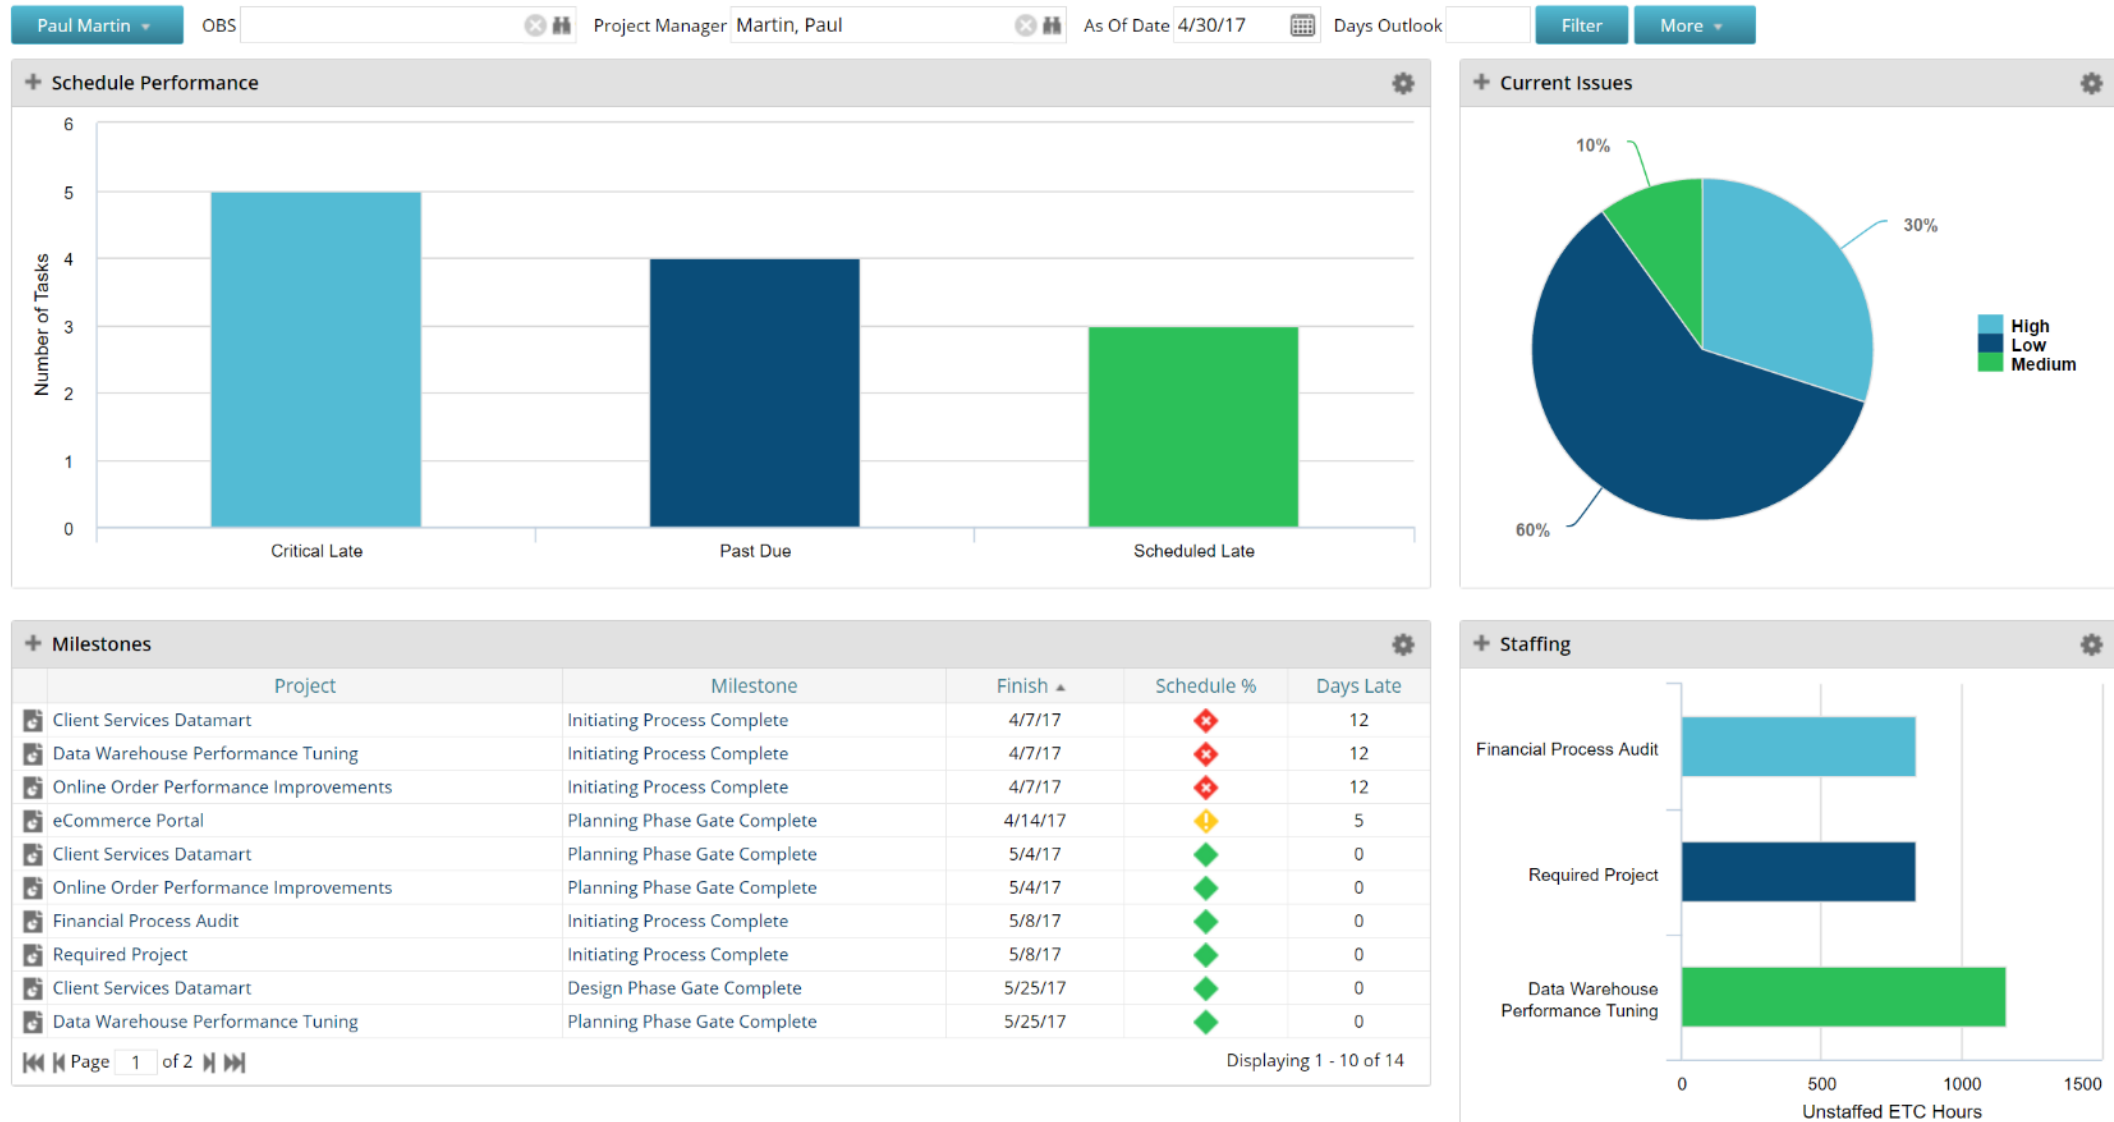 Paul Martin OBS Project Manager Martin, Paul As Of Date 4/30/17 Days Outlook Filter More
Schedule Performance
6
5
4
3
2
1
0
Number of Tasks
Critical Late Past Due Scheduled Late
Current Issues
10%
30%
60%
High
Low
Medium
Milestones
Project Milestone Finish Schedule % Days Late
Client Services Datamart Initiating Process Complete 4/7/17 12
Data Warehouse Performance Tuning Initiating Process Complete 4/7/17 12
Online Order Performance Improvements Initiating Process Complete 4/7/17 12
eCommerce Portal Planning Phase Gate Complete 4/14/17 5
Client Services Datamart Planning Phase Gate Complete 5/4/17 0
Online Order Performance Improvements Planning Phase Gate Complete 5/4/17 0
Financial Process Audit Initiating Process Complete 5/8/17 0
Required Project Initiating Process Complete 5/8/17 0
Client Services Datamart Design Phase Gate Complete 5/25/17 0
Data Warehouse Performance Tuning Planning Phase Gate Complete 5/25/17 0
Page 1 of 2 Displaying 1 - 10 of 14
Staffing
Financial Process Audit
Required Project
Data Warehouse
Performance Tuning
0 500 1000 1500
Unstaffed ETC Hours